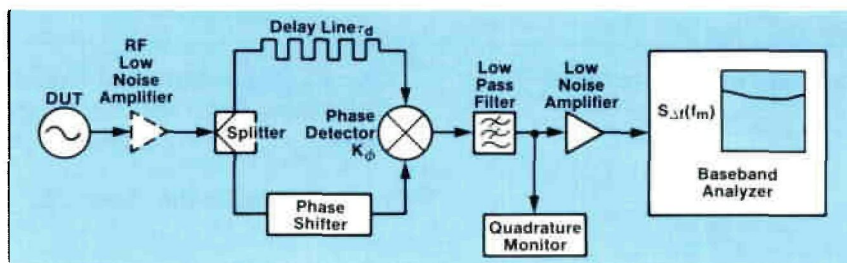 Delay Line τd
RF
Low
Noise
Amplifier
DUT
Splitter
Phase
Detector
Kϕ
Phase
Shifter
Low
Pass
Filter
Low
Noise
Amplifier
Quadrature
Monitor
SΔf(fm)
Baseband
Analyzer